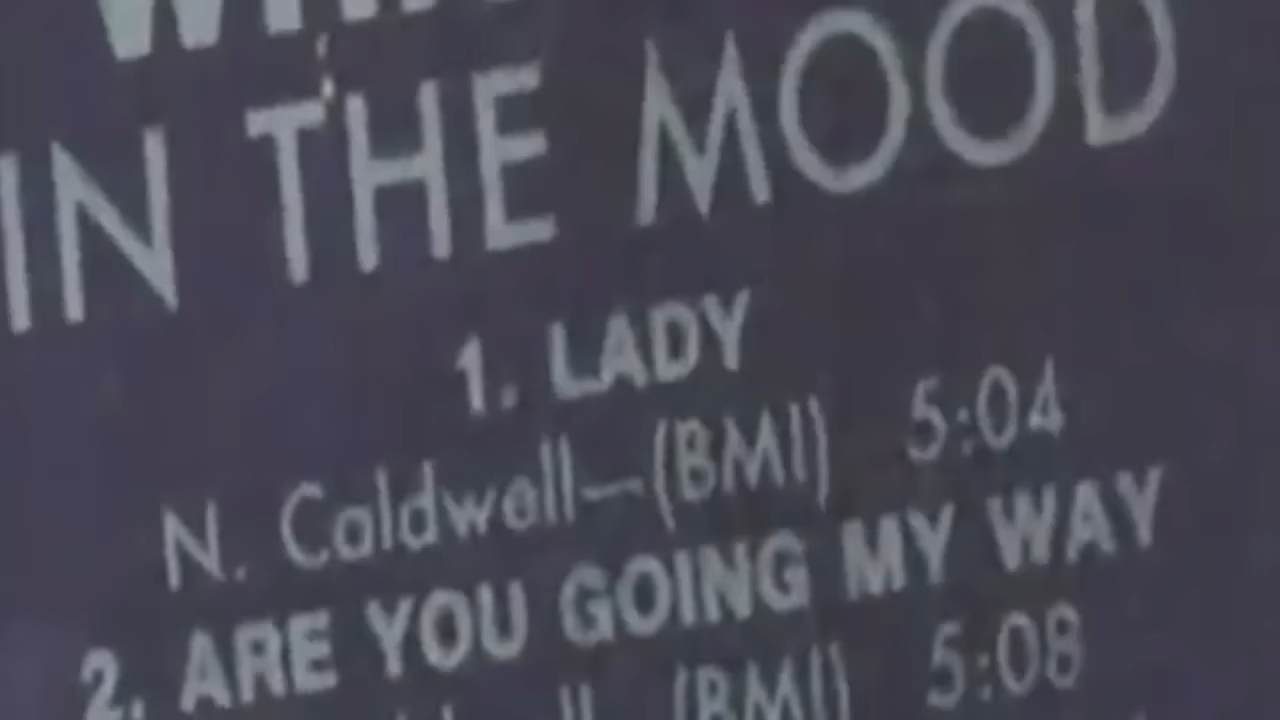 IN THE MOOD
1. LADY
N. Caldwell—(BMI) 5:04
2. ARE YOU GOING MY WAY
(BMI) 5:08